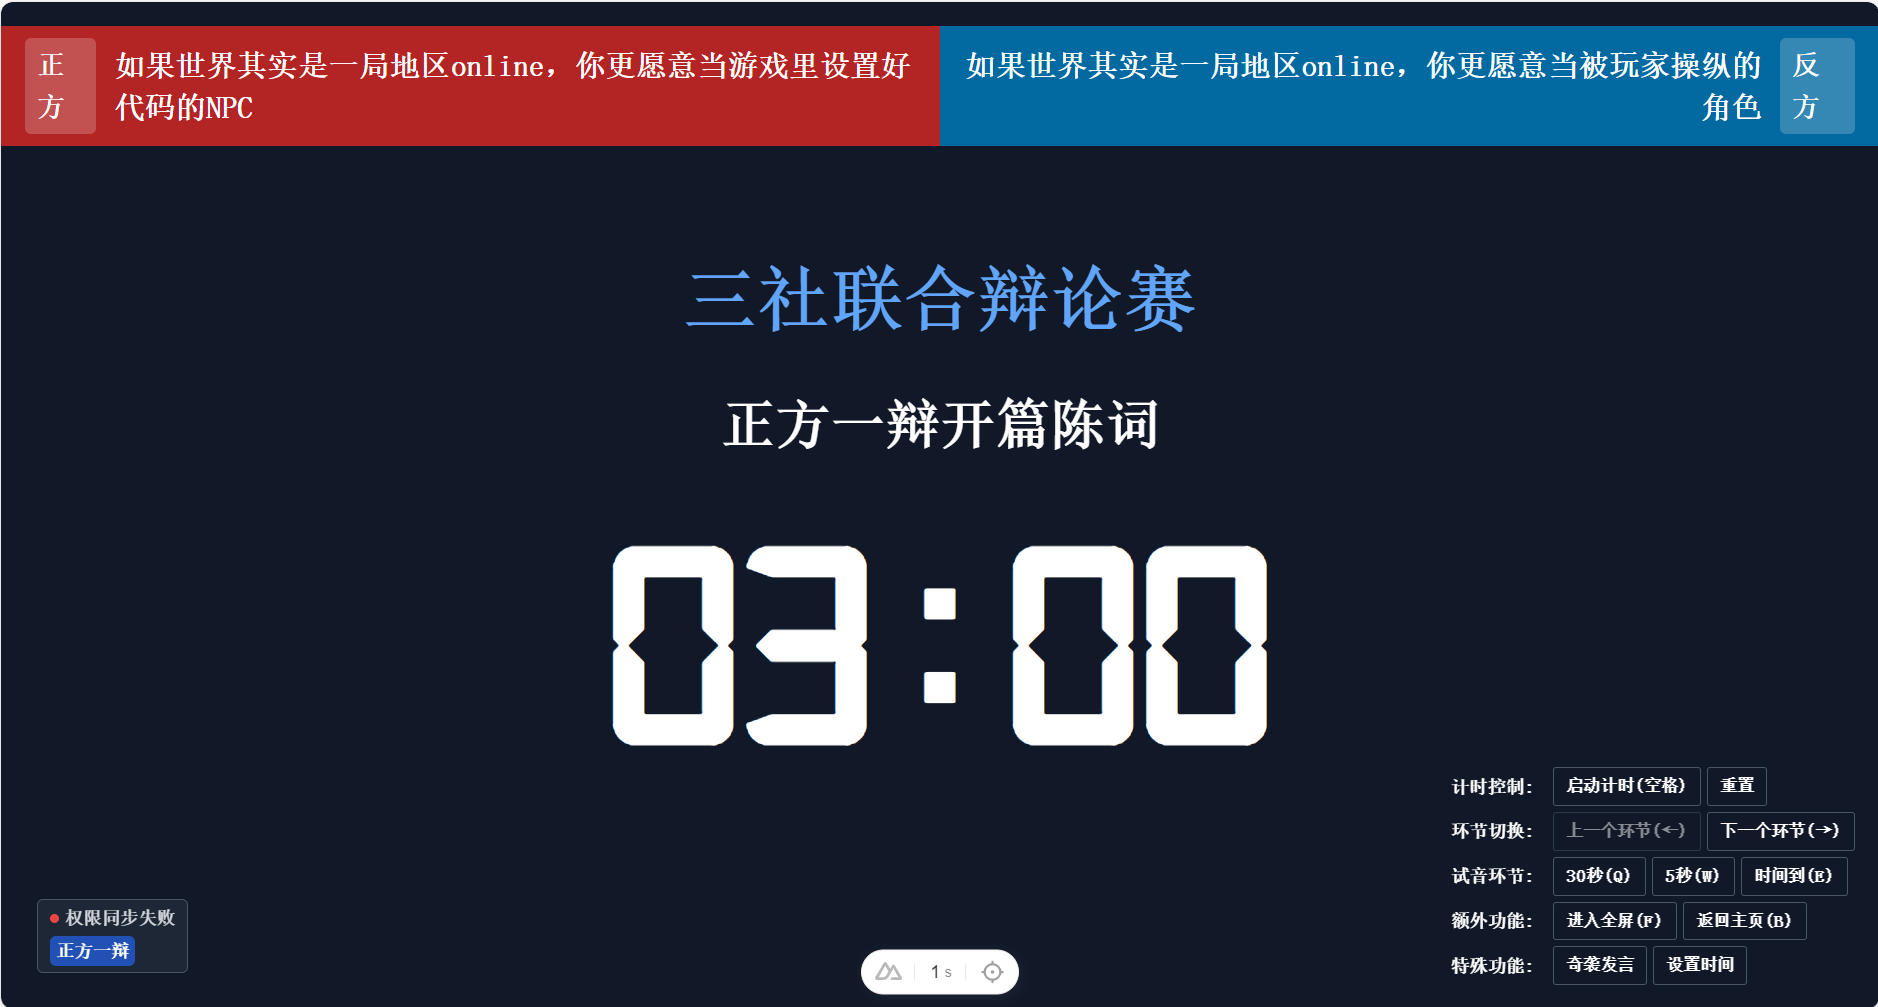 正
方
如果世界其实是一局地区online，你更愿意当游戏里设置好
代码的NPC
如果世界其实是一局地区online，你更愿意当被玩家操纵的
角色
反
方
三社联合辩论赛
正方一辩开篇陈词
03:00
计时控制： 启动计时(空格) 重置
环节切换： 上一个环节(←) 下一个环节(→)
试音环节： 30秒(Q) 5秒(W) 时间到(E)
额外功能： 进入全屏(F) 返回主页(B)
特殊功能： 奇袭发言 设置时间
权限同步失败
正方一辩
1 s